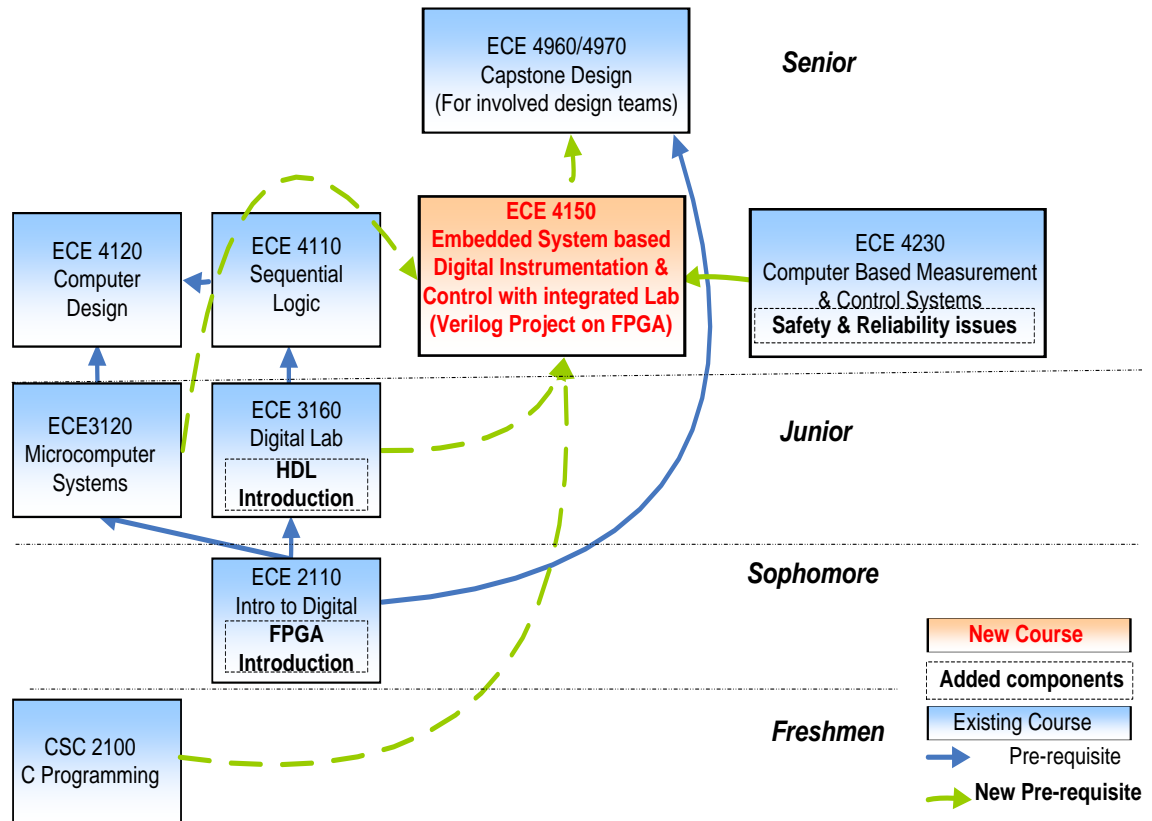 ECE 4960/4970
Capstone Design
(For involved design teams)
Senior
ECE 4120
Computer
Design
ECE 4110
Sequential
Logic
ECE 4150
Embedded System based
Digital Instrumentation &
Control with integrated Lab
(Verilog Project on FPGA)
ECE 4230
Computer Based Measurement
& Control Systems
Safety & Reliability issues
ECE3120
Microcomputer
Systems
ECE 3160
Digital Lab
HDL
Introduction
Junior
ECE 2110
Intro to Digital
FPGA
Introduction
Sophomore
CSC 2100
C Programming
Freshmen
New Course
Added components
Existing Course
Pre-requisite
New Pre-requisite